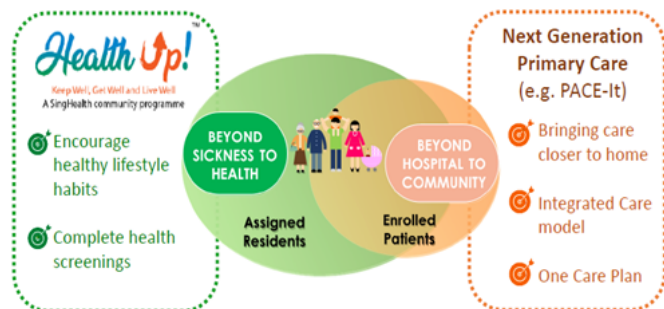 Health Up!
TM
Keep Well, Get Well and Live Well
A SingHealth community programme
Encourage
healthy lifestyle
habits
Complete health
screenings
BEYOND
SICKNESS TO
HEALTH
Assigned
Residents
BEYOND
HOSPITAL TO
COMMUNITY
Enrolled
Patients
Next Generation
Primary Care
(e.g. PACE-It)
Bringing care
closer to home
Integrated Care
model
One Care Plan